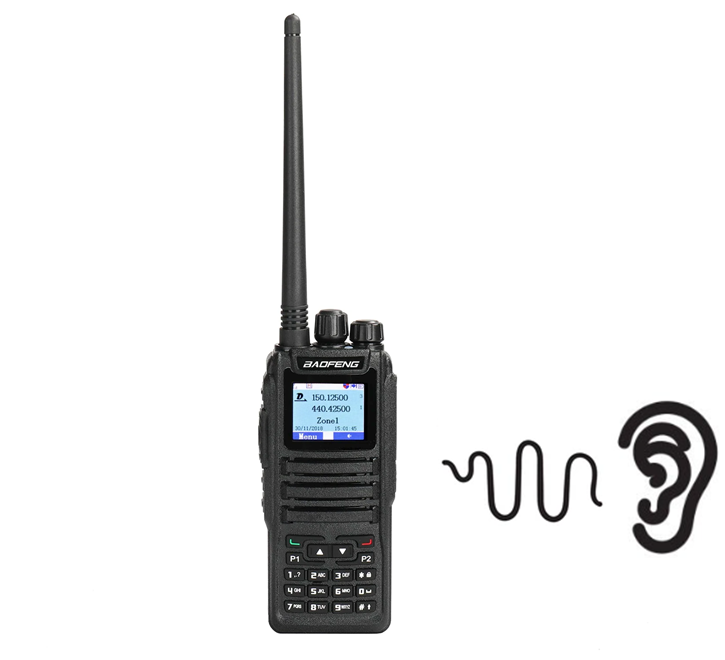 BAOFENG
D 150.12500
440.42500
Zone1
30/11/2018 15:01:45
Menu
P1 ▲ ▼ P2
1 ..? 2 ABC 3 DEF *
4 GHI 5 JKL 6 MNO 0
7 PQRS 8 TUV 9 WXYZ #